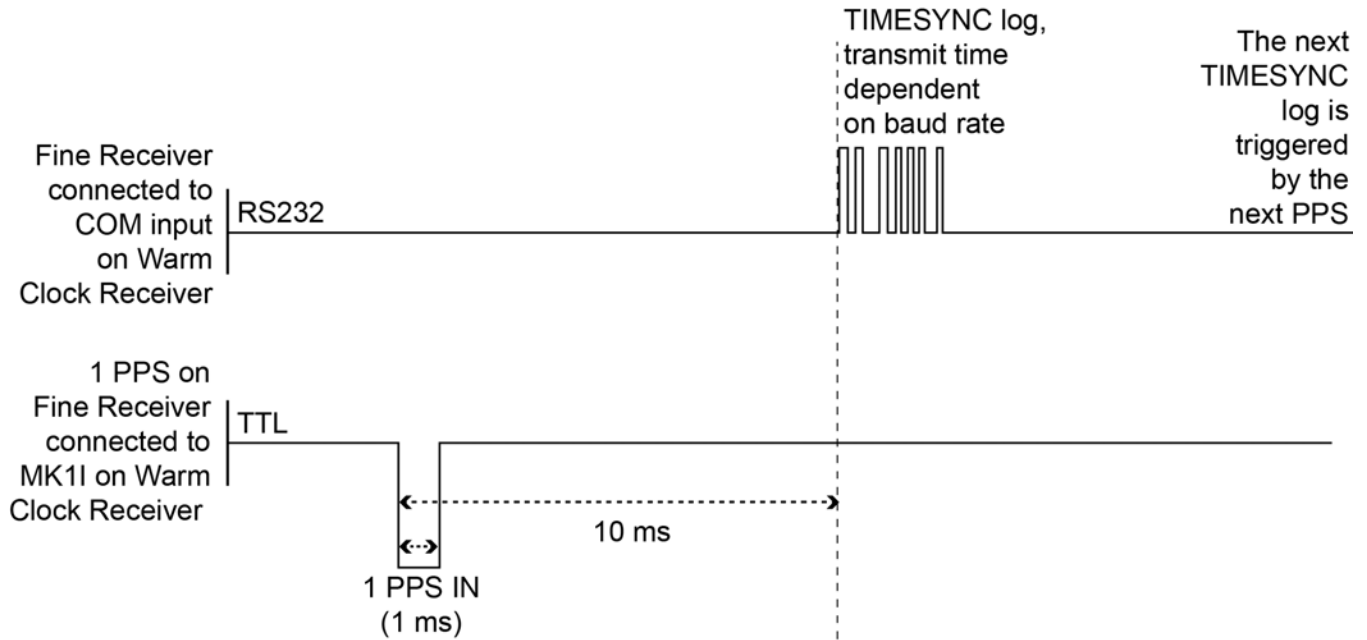 TIMESYNC log,
transmit time
dependent
on baud rate
The next
TIMESYNC
log is
triggered
by the
next PPS
Fine Receiver
connected to
COM input
on Warm
Clock Receiver
RS232
1 PPS on
Fine Receiver
connected to
MK1I on Warm
Clock Receiver
TTL
10 ms
1 PPS IN
(1 ms)